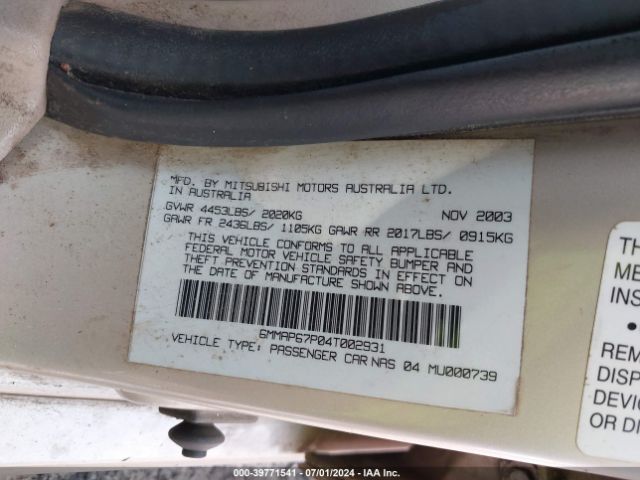 MFD. BY MITSUBISHI MOTORS AUSTRALIA LTD.
IN AUSTRALIA
GVWR 4453LBS/ 2020KG NOV 2003
GAWR FR 2436LBS/ 1105KG GAWR RR 2017LBS/ 0915KG
THIS VEHICLE CONFORMS TO ALL APPLICABLE
FEDERAL MOTOR VEHICLE SAFETY BUMPER AND
THEFT PREVENTION STANDARDS IN EFFECT ON
THE DATE OF MANUFACTURE SHOWN ABOVE.
6MMAP67P04T002931
VEHICLE TYPE: PASSENGER CAR NAS 04 MU000739
TH
ME
INS
•
REM
DISP
DEVIC
OR DI
000-39771541 / 07/01/2024 / IAA Inc.